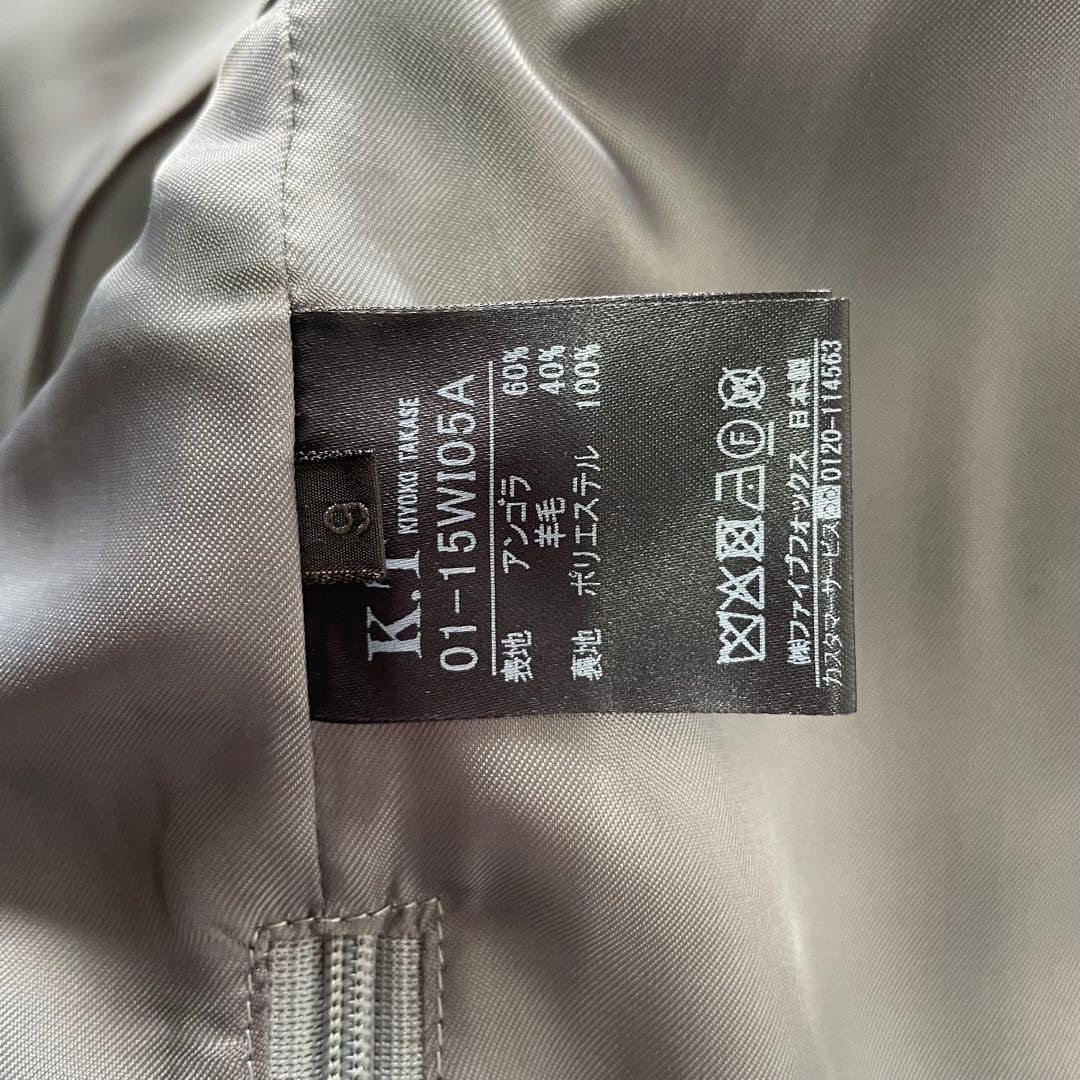 9
K.T KIYOKO TAKASE
01-15WI05A
表地 アンゴラ 60%
羊毛 40%
裏地 ポリエステル 100%
F
㈱ファイブフォックス 日本製
カスタマーサービス 0120-114563